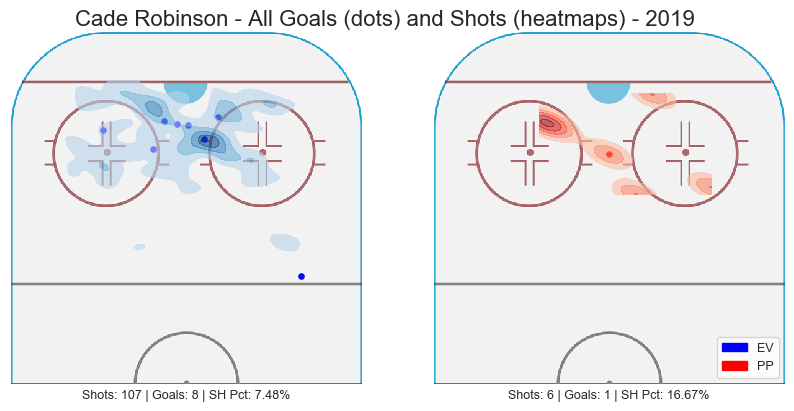 Cade Robinson - All Goals (dots) and Shots (heatmaps) - 2019
EV
PP
Shots: 107 | Goals: 8 | SH Pct: 7.48%
Shots: 6 | Goals: 1 | SH Pct: 16.67%